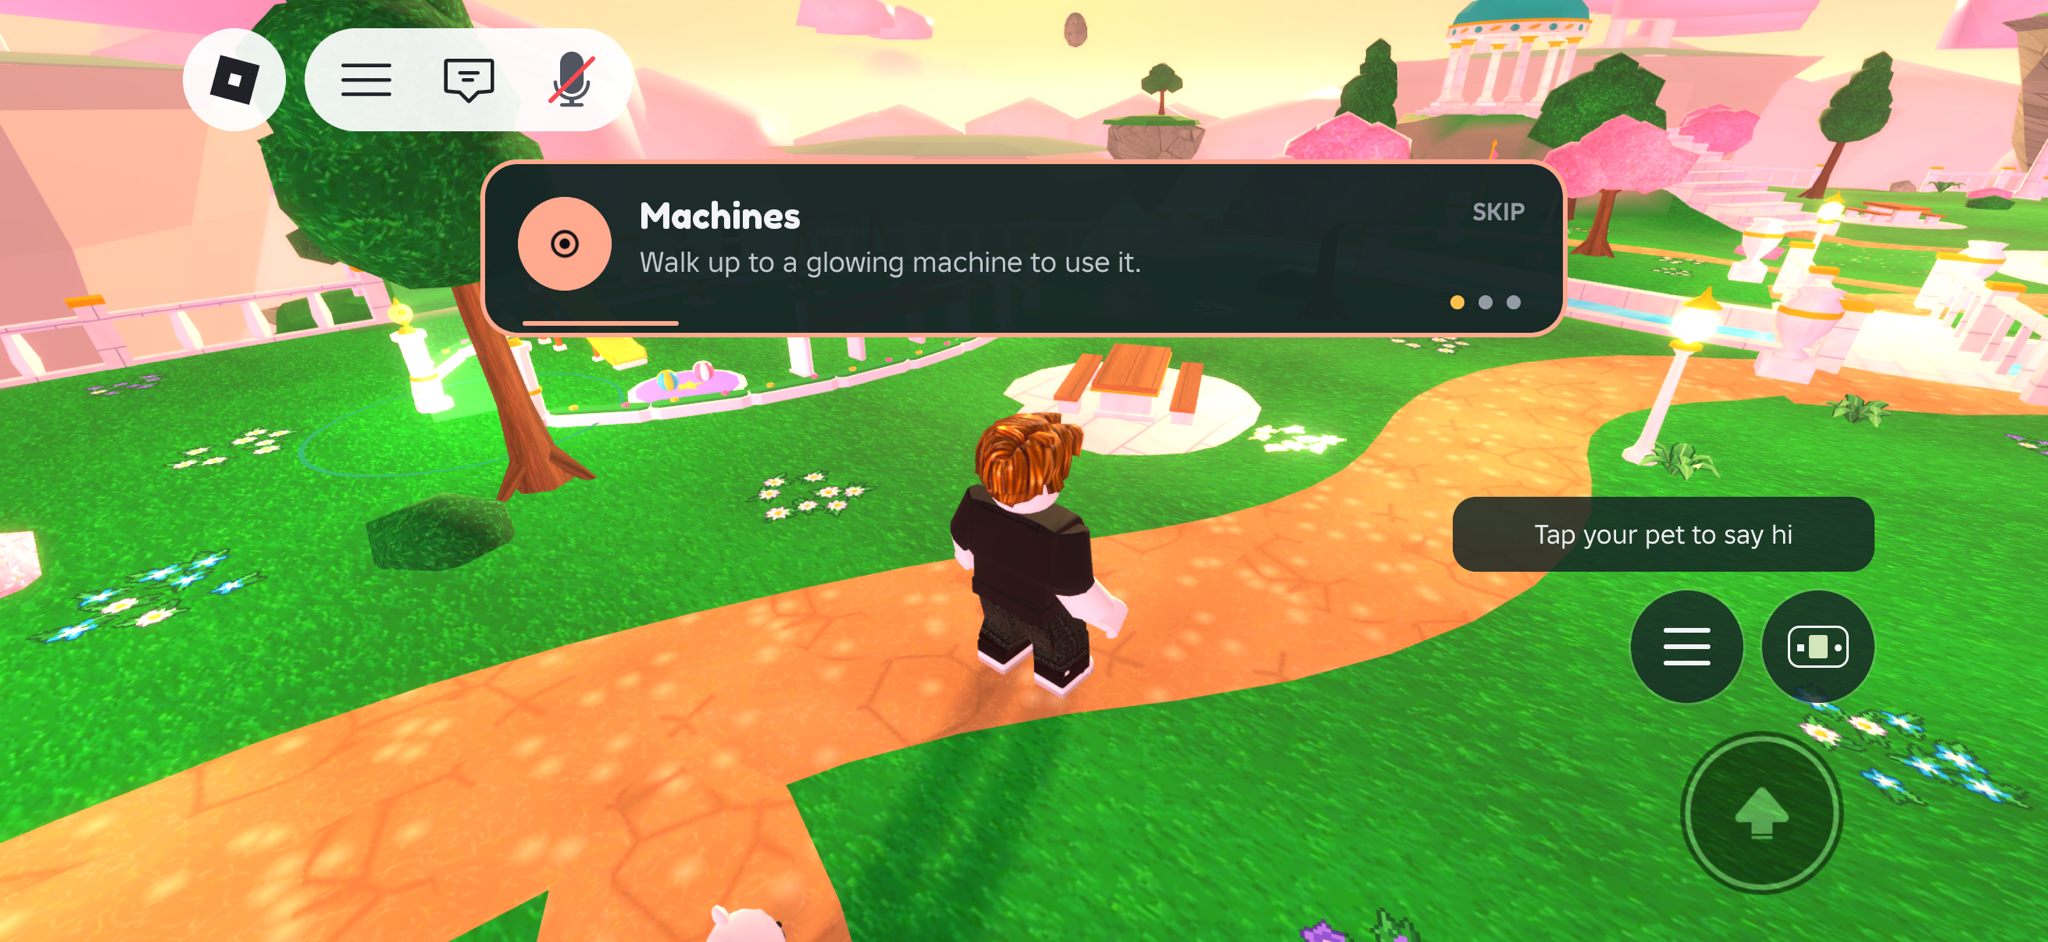 Machines
SKIP
Walk up to a glowing machine to use it.
Tap your pet to say hi